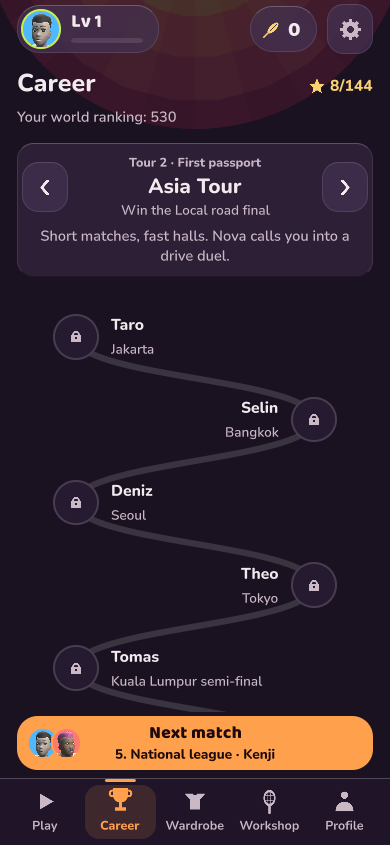 Lv 1
0
Career
8/144
Your world ranking: 530
Tour 2 · First passport
Asia Tour
Win the Local road final
Short matches, fast halls. Nova calls you into a
drive duel.
Taro
Jakarta
Selin
Bangkok
Deniz
Seoul
Theo
Tokyo
Tomas
Kuala Lumpur semi-final
Next match
5. National league · Kenji
Play
Career
Wardrobe
Workshop
Profile